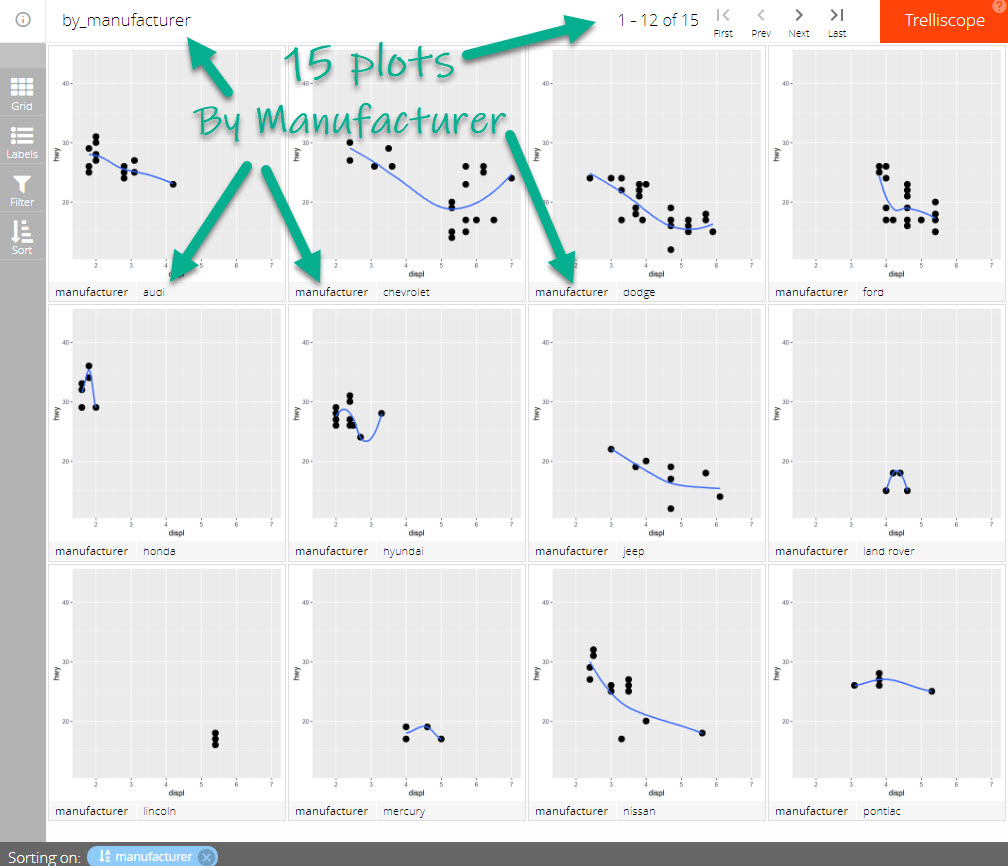 by_manufacturer
1 - 12 of 15
First Prev Next Last
Trelliscope
?
15 plots
By Manufacturer
Grid
Labels
Filter
Sort
40 30 20
hwy
2 3 4 5 6 7
displ
manufacturer audi
40 30 20
hwy
2 3 4 5 6 7
displ
manufacturer chevrolet
40 30 20
hwy
2 3 4 5 6 7
displ
manufacturer dodge
40 30 20
hwy
2 3 4 5 6 7
displ
manufacturer ford
40 30 20
hwy
2 3 4 5 6 7
displ
manufacturer honda
40 30 20
hwy
2 3 4 5 6 7
displ
manufacturer hyundai
40 30 20
hwy
2 3 4 5 6 7
displ
manufacturer jeep
40 30 20
hwy
2 3 4 5 6 7
displ
manufacturer land rover
40 30 20
hwy
2 3 4 5 6 7
displ
manufacturer lincoln
40 30 20
hwy
2 3 4 5 6 7
displ
manufacturer mercury
40 30 20
hwy
2 3 4 5 6 7
displ
manufacturer nissan
40 30 20
hwy
2 3 4 5 6 7
displ
manufacturer pontiac
Sorting on: manufacturer